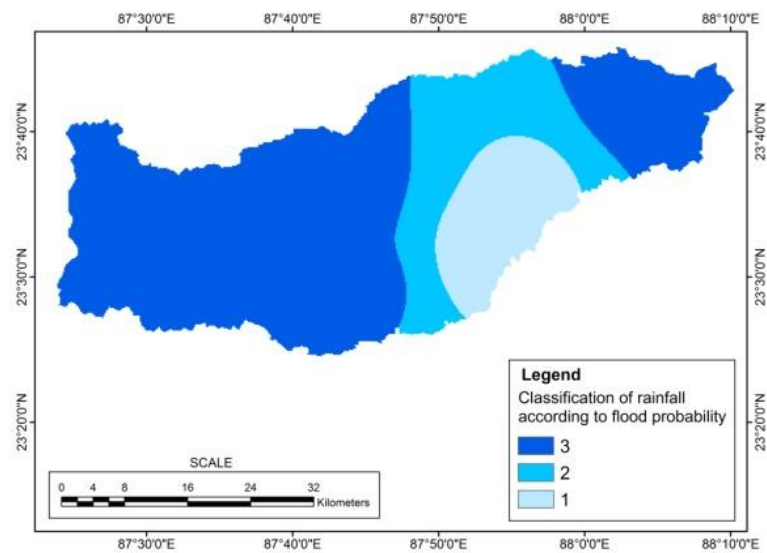 87°30'0"E 87°40'0"E 87°50'0"E 88°0'0"E 88°10'0"E
23°40'0"N 23°40'0"N
23°30'0"N 23°30'0"N
23°20'0"N 23°20'0"N
Legend
Classification of rainfall
according to flood probability
3
2
1
SCALE
0 4 8 16 24 32
Kilometers
87°30'0"E 87°40'0"E 87°50'0"E 88°0'0"E 88°10'0"E